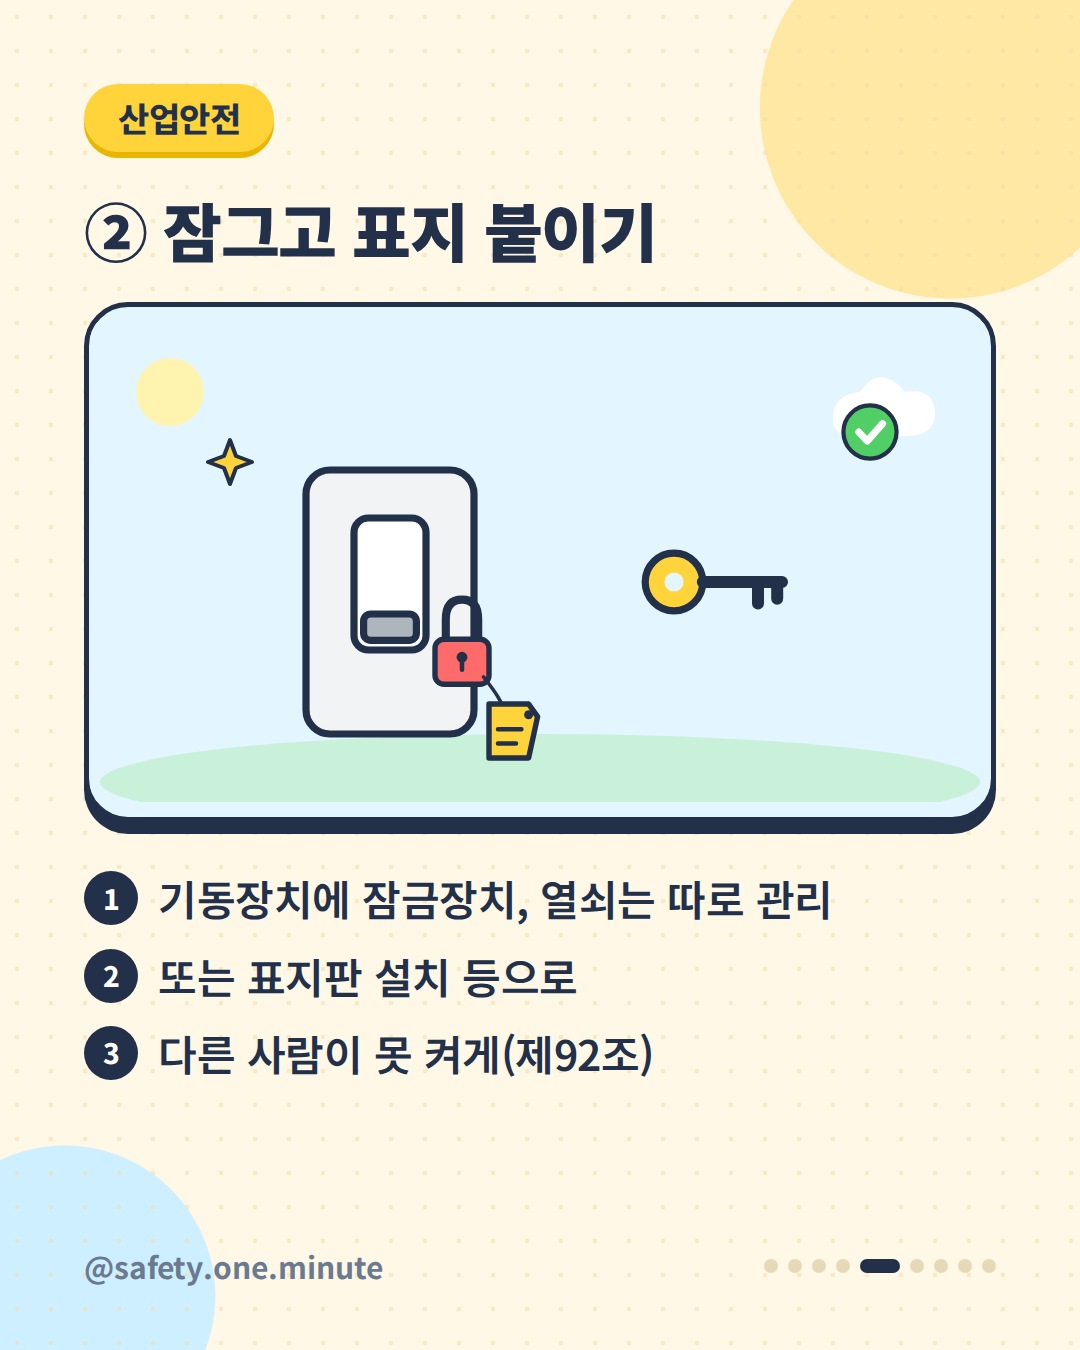 산업안전
② 잠그고 표지 붙이기
1 기동장치에 잠금장치, 열쇠는 따로 관리
2 또는 표지판 설치 등으로
3 다른 사람이 못 켜게(제92조)
@safety.one.minute